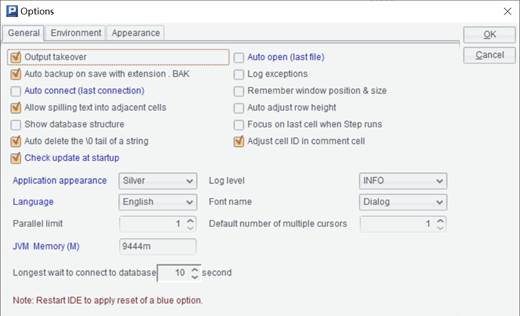 P Options
General Environment Appearance OK
Output takeover Auto open (last file) Cancel
Auto backup on save with extension . BAK Log exceptions
Auto connect (last connection) Remember window position & size
Allow spilling text into adjacent cells Auto adjust row height
Show database structure Focus on last cell when Step runs
Auto delete the \0 tail of a string Adjust cell ID in comment cell
Check update at startup
Application appearance Silver Log level INFO
Language English Font name Dialog
Parallel limit 1 Default number of multiple cursors 1
JVM Memory (M) 9444m
Longest wait to connect to database 10 second
Note: Restart IDE to apply reset of a blue option.